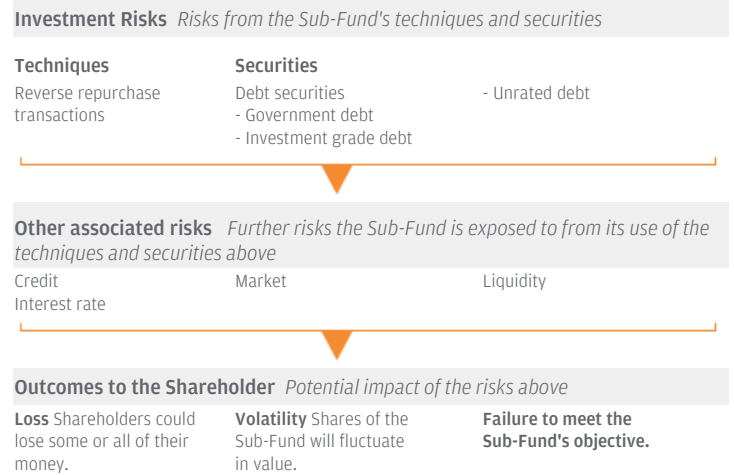 Investment Risks Risks from the Sub-Fund's techniques and securities
Techniques
Reverse repurchase
transactions
Securities
Debt securities
- Government debt
- Investment grade debt
- Unrated debt
Other associated risks Further risks the Sub-Fund is exposed to from its use of the
techniques and securities above
Credit
Interest rate
Market
Liquidity
Outcomes to the Shareholder Potential impact of the risks above
Loss Shareholders could
lose some or all of their
money.
Volatility Shares of the
Sub-Fund will fluctuate
in value.
Failure to meet the
Sub-Fund's objective.